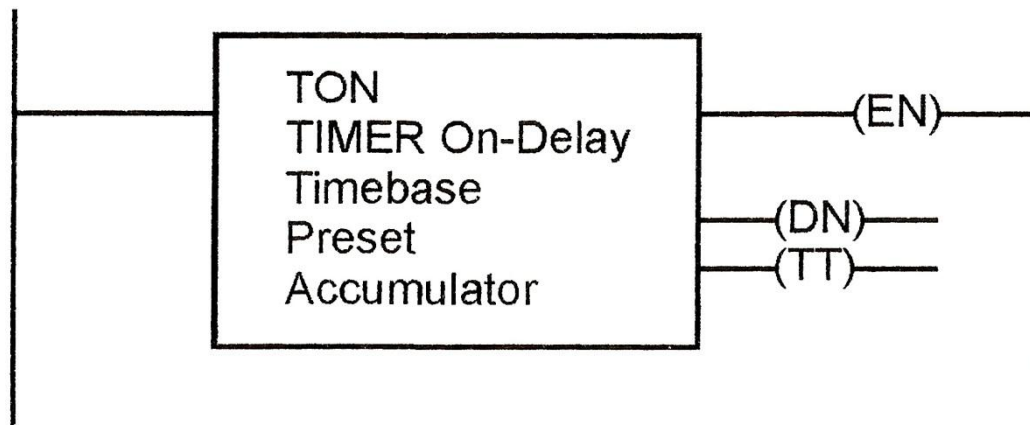 TON
TIMER On-Delay
Timebase
Preset
Accumulator
(EN)
(DN)
(TT)